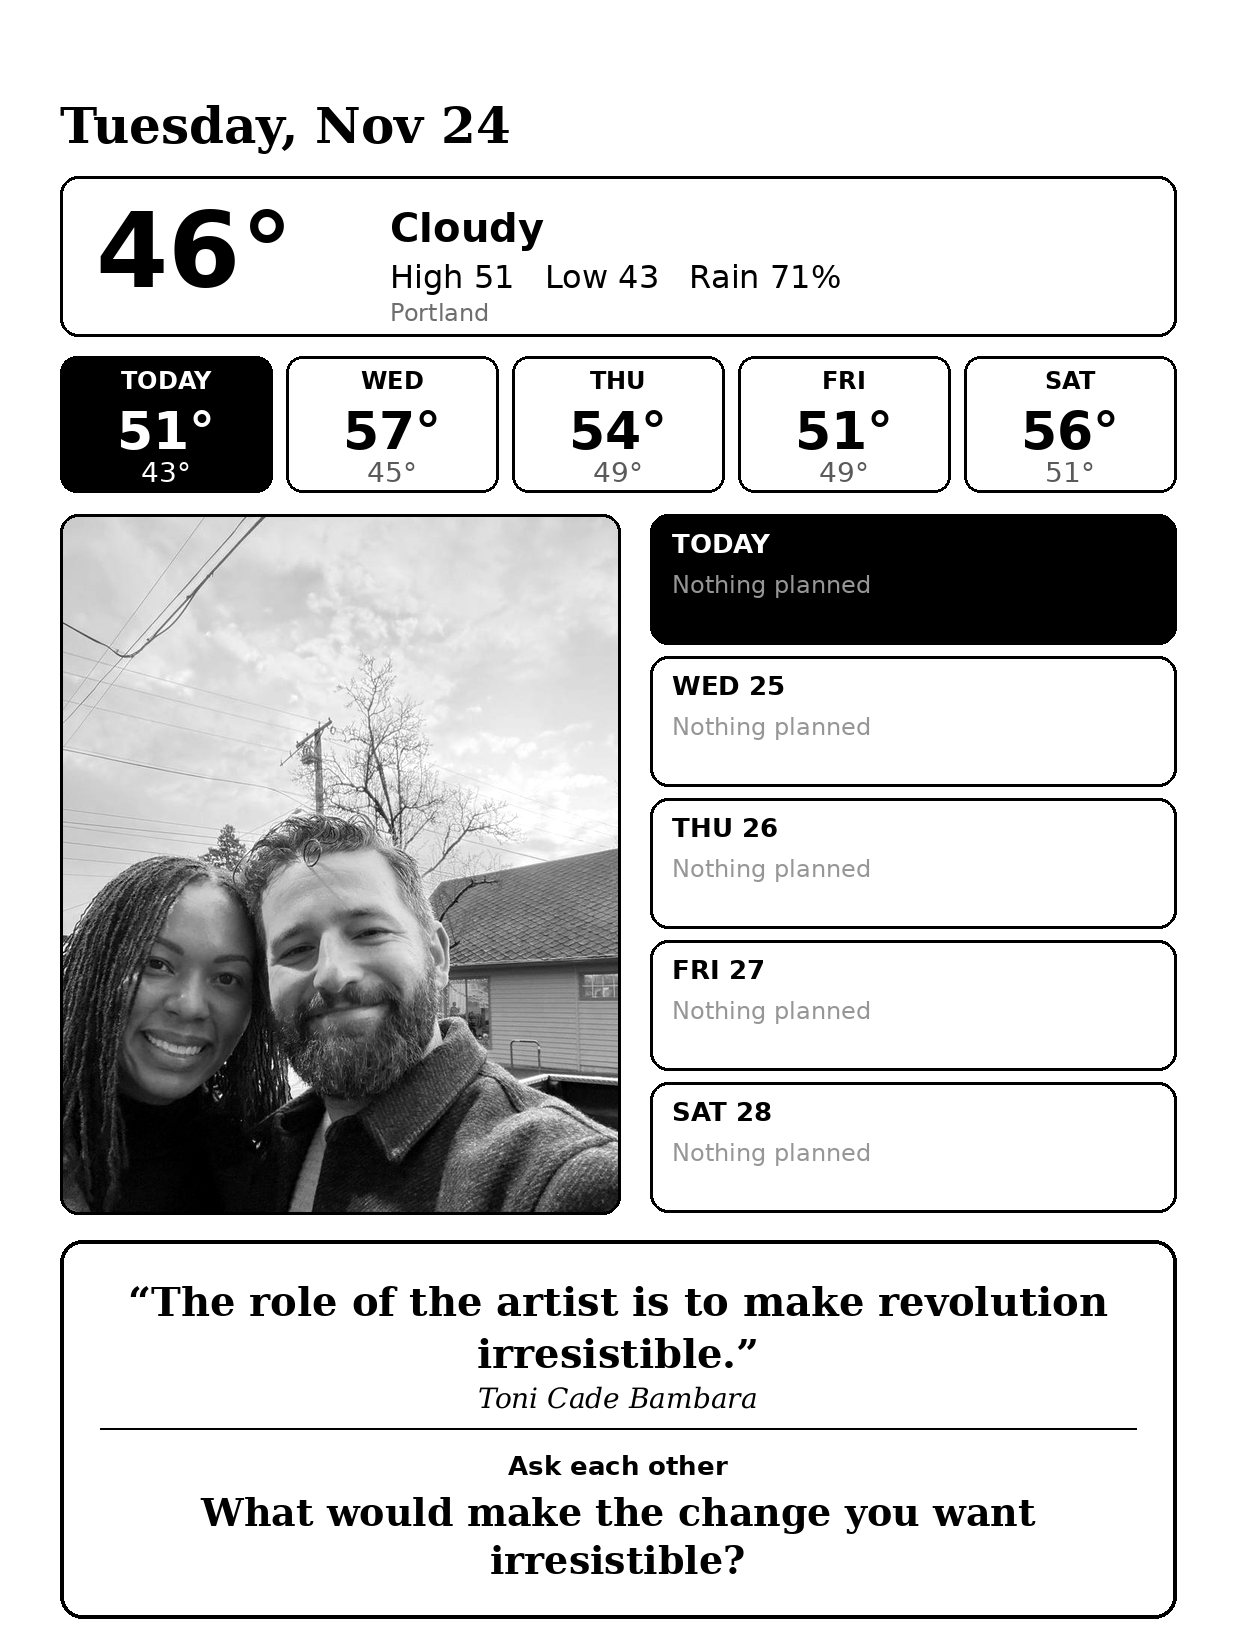 Tuesday, Nov 24
46°
Cloudy
High 51 Low 43 Rain 71%
Portland
TODAY
51°
43°
WED
57°
45°
THU
54°
49°
FRI
51°
49°
SAT
56°
51°
TODAY
Nothing planned
WED 25
Nothing planned
THU 26
Nothing planned
FRI 27
Nothing planned
SAT 28
Nothing planned
“The role of the artist is to make revolution
irresistible.”
Toni Cade Bambara
Ask each other
What would make the change you want
irresistible?